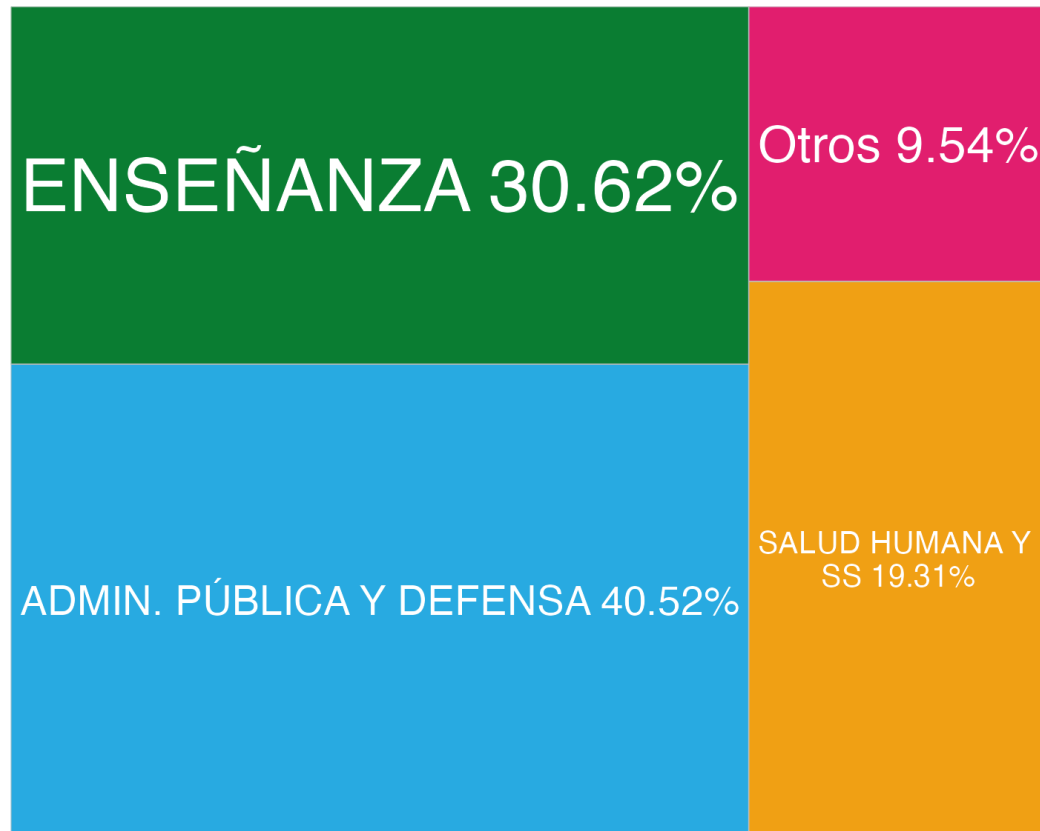 ENSEÑANZA 30.62%
Otros 9.54%
ADMIN. PÚBLICA Y DEFENSA 40.52%
SALUD HUMANA Y
SS 19.31%